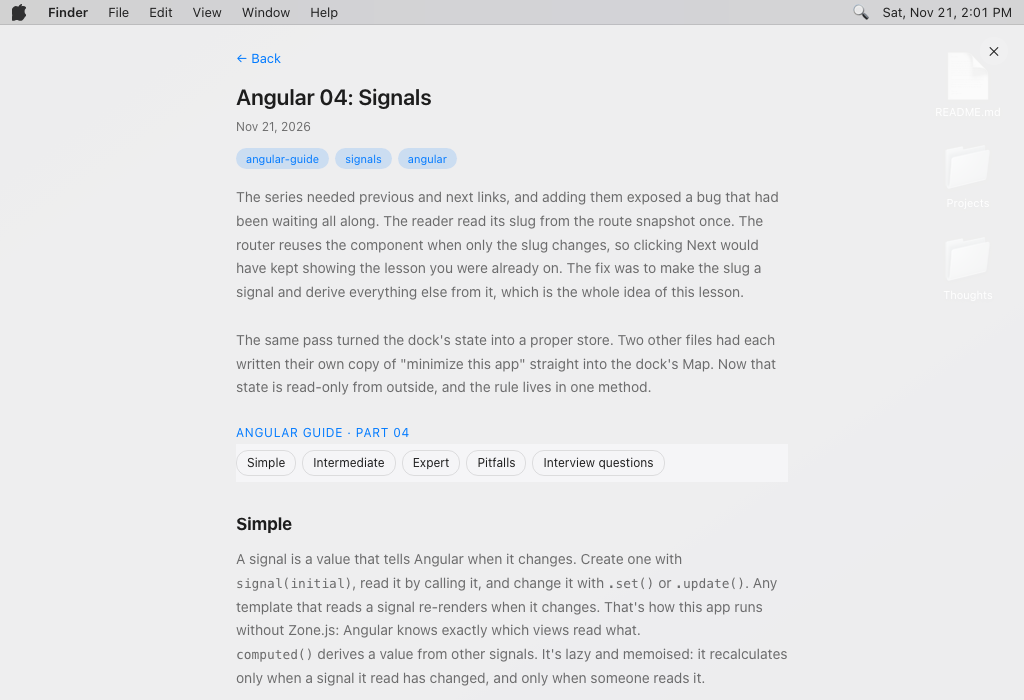 Finder File Edit View Window Help Sat, Nov 21, 2:01 PM
← Back
Angular 04: Signals
Nov 21, 2026
angular-guide signals angular
The series needed previous and next links, and adding them exposed a bug that had
been waiting all along. The reader read its slug from the route snapshot once. The
router reuses the component when only the slug changes, so clicking Next would
have kept showing the lesson you were already on. The fix was to make the slug a
signal and derive everything else from it, which is the whole idea of this lesson.
The same pass turned the dock's state into a proper store. Two other files had each
written their own copy of "minimize this app" straight into the dock's Map. Now that
state is read-only from outside, and the rule lives in one method.
ANGULAR GUIDE · PART 04
Simple Intermediate Expert Pitfalls Interview questions
Simple
A signal is a value that tells Angular when it changes. Create one with
signal(initial), read it by calling it, and change it with .set() or .update(). Any
template that reads a signal re-renders when it changes. That's how this app runs
without Zone.js: Angular knows exactly which views read what.
computed() derives a value from other signals. It's lazy and memoised: it recalculates
only when a signal it read has changed, and only when someone reads it.
README.md
Projects
Thoughts